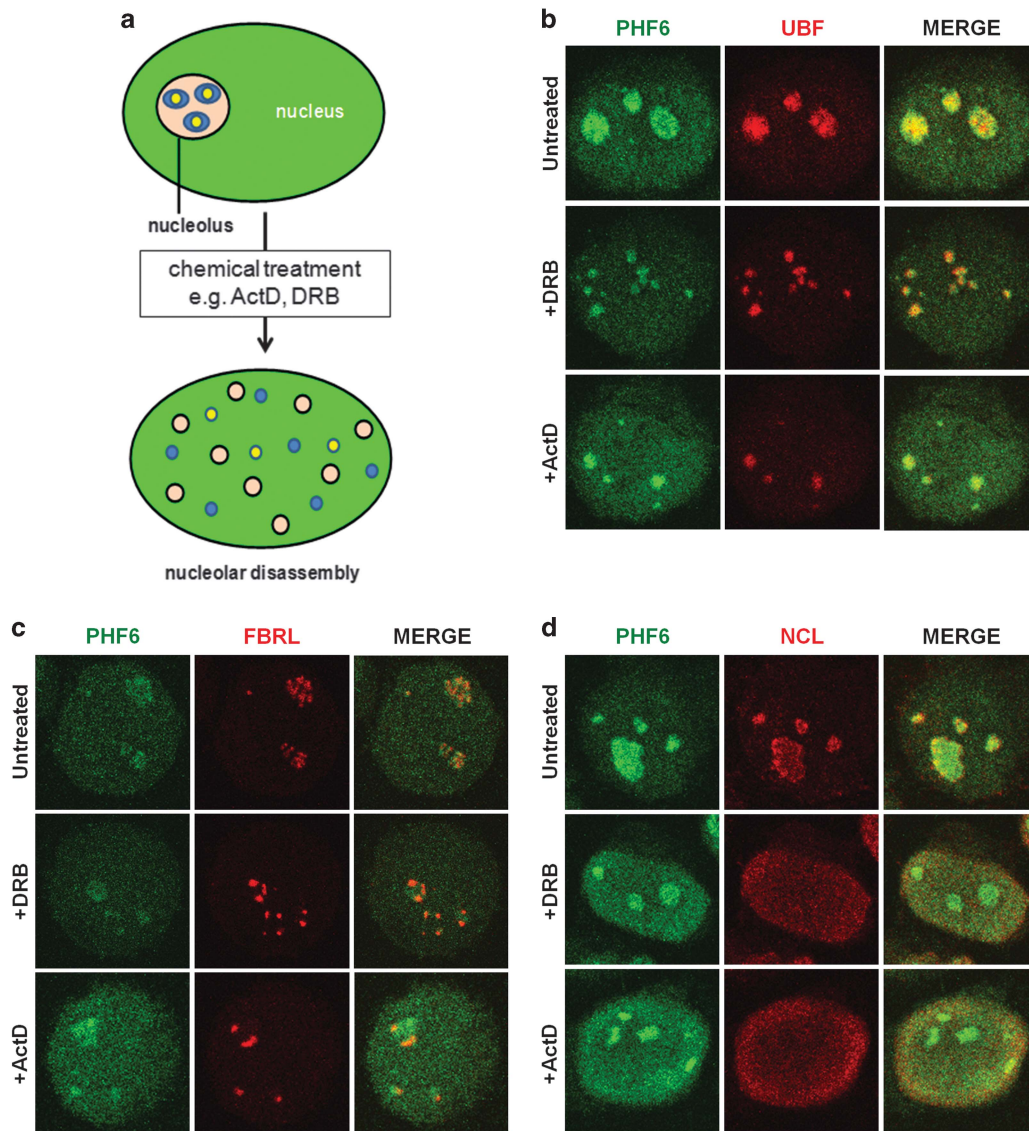 a
nucleus
nucleolus
chemical treatment
e.g. ActD, DRB
nucleolar disassembly
b
PHF6 UBF MERGE
Untreated
+DRB
+ActD
c
PHF6 FBRL MERGE
Untreated
+DRB
+ActD
d
PHF6 NCL MERGE
Untreated
+DRB
+ActD